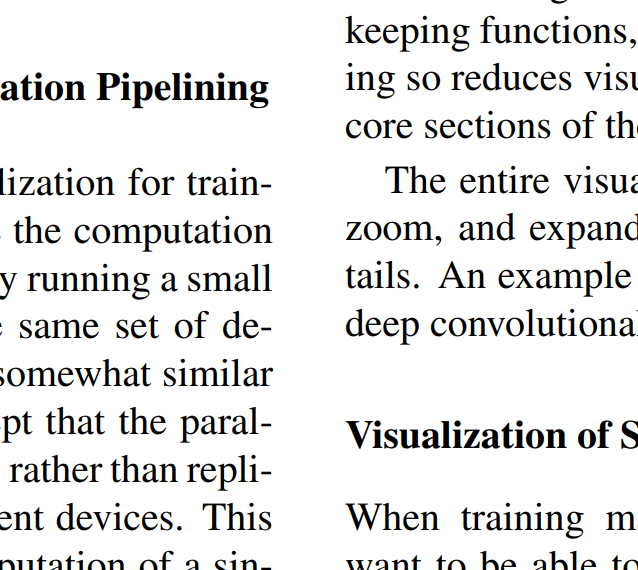 ation Pipelining
lization for train-
the computation
y running a small
e same set of de-
somewhat similar
pt that the paral-
rather than repli-
ent devices. This
putation of a sin-
keeping functions,
ing so reduces visu
core sections of the
The entire visua
zoom, and expand
tails. An example
deep convolutional
Visualization of S
When training m
want to be able to